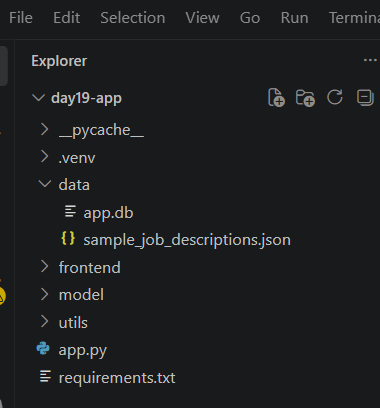 File Edit Selection View Go Run Termina
Explorer
day19-app
__pycache__
.venv
data
app.db
sample_job_descriptions.json
frontend
model
utils
app.py
requirements.txt